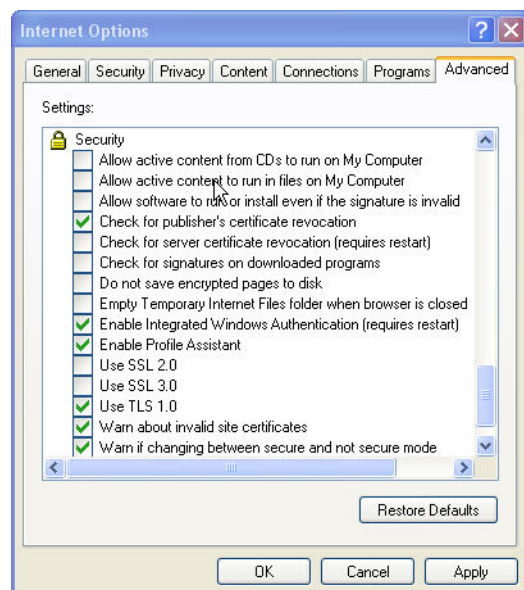 Internet Options
General Security Privacy Content Connections Programs Advanced
Settings:
Security
Allow active content from CDs to run on My Computer
Allow active content to run in files on My Computer
Allow software to run or install even if the signature is invalid
Check for publisher's certificate revocation
Check for server certificate revocation (requires restart)
Check for signatures on downloaded programs
Do not save encrypted pages to disk
Empty Temporary Internet Files folder when browser is closed
Enable Integrated Windows Authentication (requires restart)
Enable Profile Assistant
Use SSL 2.0
Use SSL 3.0
Use TLS 1.0
Warn about invalid site certificates
Warn if changing between secure and not secure mode
Restore Defaults
OK Cancel Apply